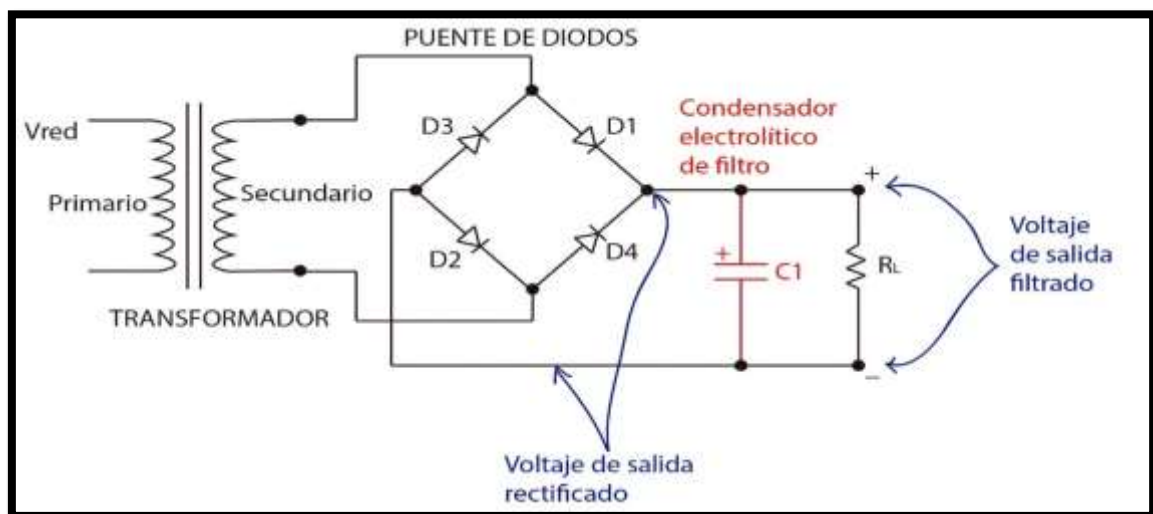 PUENTE DE DIODOS
Vred
Primario
Secundario
TRANSFORMADOR
D3
D1
D2
D4
Condensador
electrolítico
de filtro
+
C1
RL
+
−
Voltaje
de salida
filtrado
Voltaje de salida
rectificado